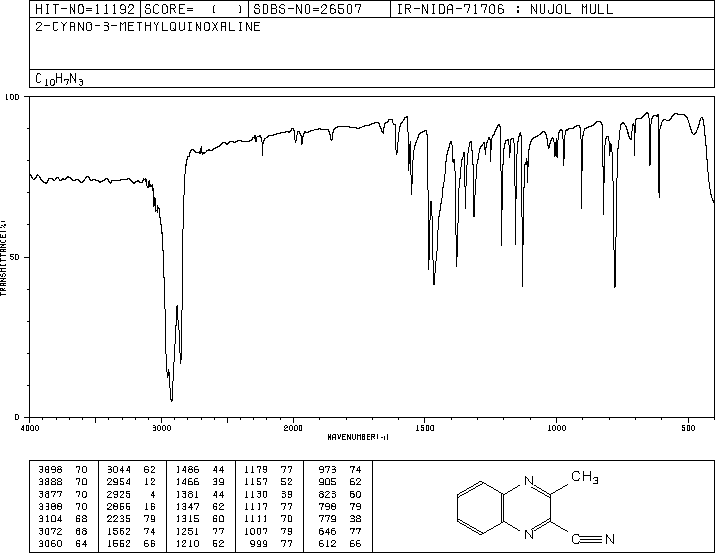 HIT-NO=11192 SCORE= ( ) SDBS-NO=26507 IR-NIDA-71706 : NUJOL MULL
2-CYANO-3-METHYLQUINOXALINE
C10H7N3
100
50
0
TRANSMITTANCE(%)
4000 3000 2000 1500 1000 500
WAVENUMBER(-1)
3898 70 3044 62 1486 44 1179 77 973 74
3888 70 2954 12 1466 39 1157 52 905 62
3877 70 2925 4 1381 44 1130 39 823 60
3388 70 2866 16 1347 62 1117 77 798 79
3104 68 2235 79 1315 60 1111 70 779 38
3072 68 1562 74 1251 77 1007 79 646 77
3060 64 1552 66 1210 52 999 77 612 66
N CH3
N C N